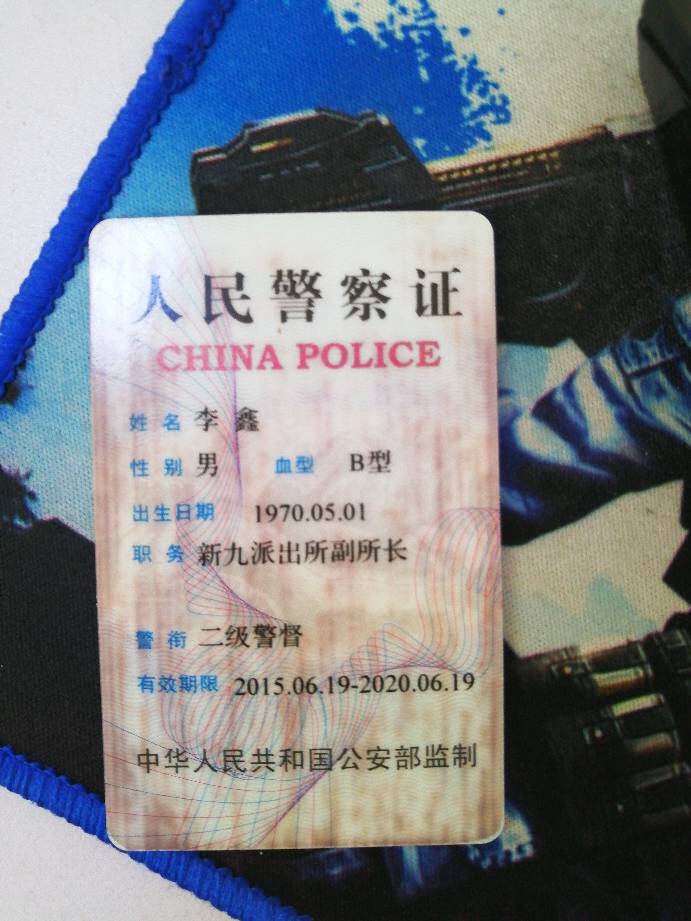 人民警察证
CHINA POLICE
姓名 李鑫
性别 男 血型 B型
出生日期 1970.05.01
职务 新九派出所副所长
警衔 二级警督
有效期限 2015.06.19-2020.06.19
中华人民共和国公安部监制